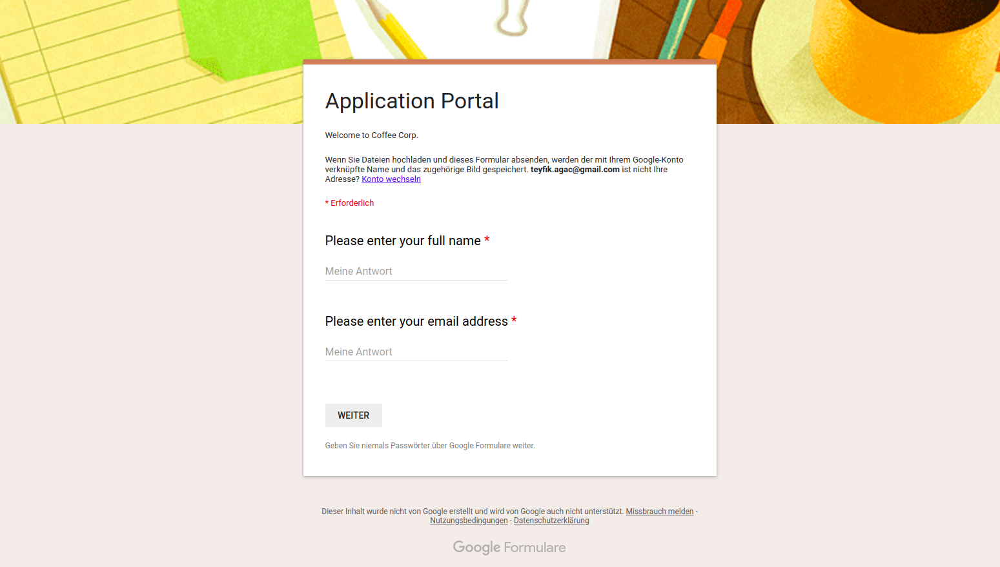 Application Portal
Welcome to Coffee Corp.
Wenn Sie Dateien hochladen und dieses Formular absenden, werden der mit Ihrem Google-Konto
verknüpfte Name und das zugehörige Bild gespeichert. teyfik.agac@gmail.com ist nicht Ihre
Adresse? Konto wechseln
* Erforderlich
Please enter your full name *
Meine Antwort
Please enter your email address *
Meine Antwort
WEITER
Geben Sie niemals Passwörter über Google Formulare weiter.
Dieser Inhalt wurde nicht von Google erstellt und wird von Google auch nicht unterstützt. Missbrauch melden -
Nutzungsbedingungen - Datenschutzerklärung
Google Formulare